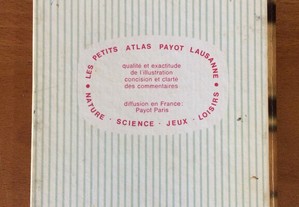 LES PETITS ATLAS PAYOT LAUSANNE
qualité et exactitude
de l'illustration
concision et clarté
des commentaires
diffusion en France:
Payot Paris
NATURE · SCIENCE · JEUX · LOISIRS